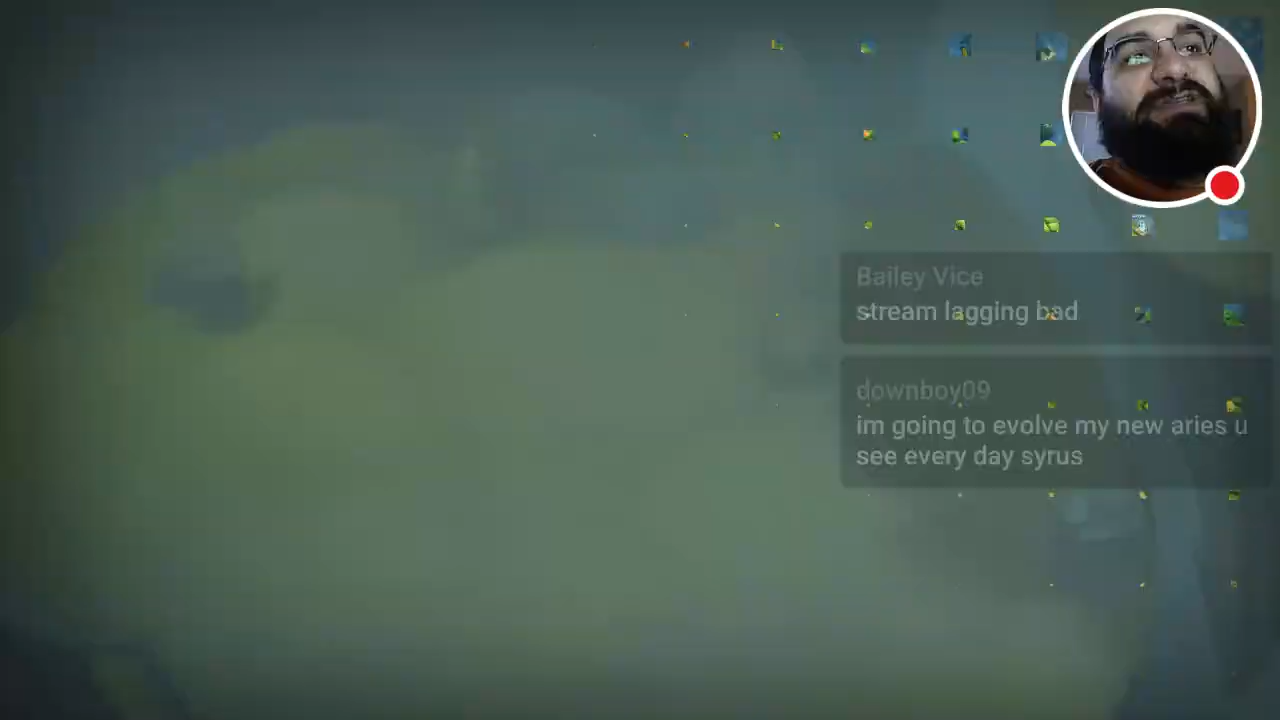 Bailey Vice
stream lagging bad
downboy09
im going to evolve my new aries u
see every day syrus